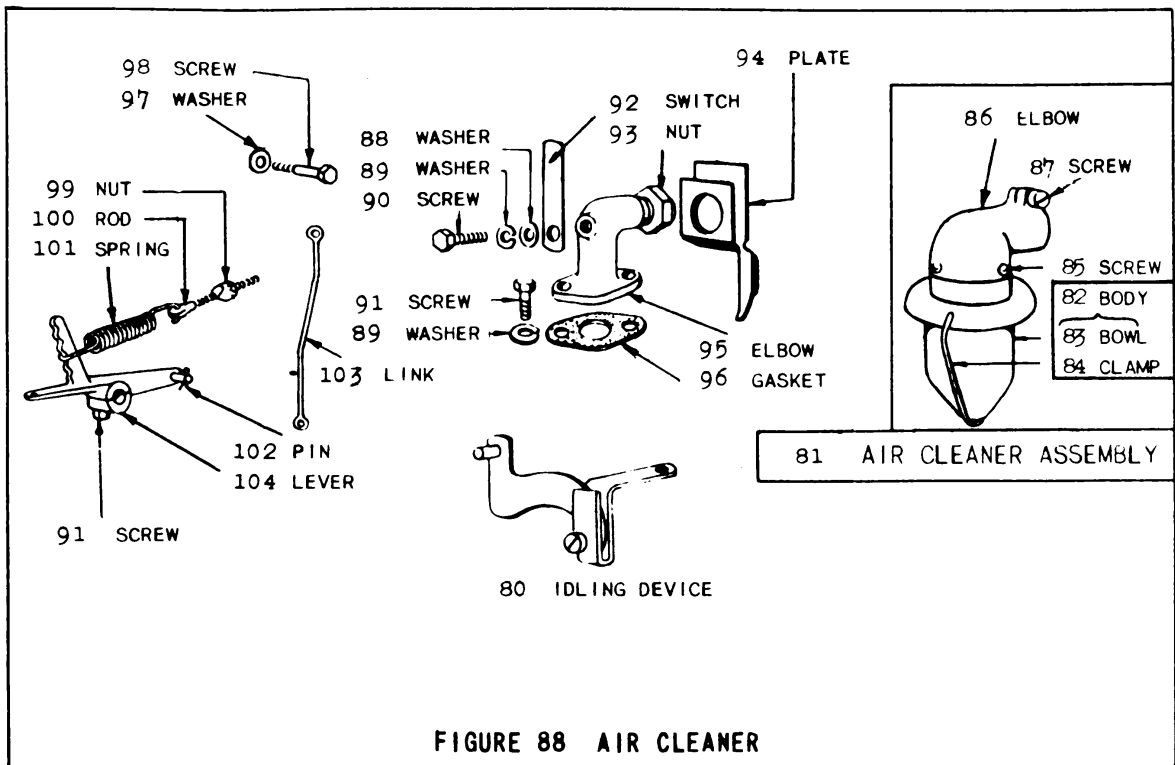 98 SCREW
97 WASHER
99 NUT
100 ROD
101 SPRING
103 LINK
102 PIN
104 LEVER
91 SCREW
88 WASHER
89 WASHER
90 SCREW
92 SWITCH
93 NUT
94 PLATE
91 SCREW
89 WASHER
95 ELBOW
96 GASKET
80 IDLING DEVICE
86 ELBOW
87 SCREW
85 SCREW
82 BODY
83 BOWL
84 CLAMP
81 AIR CLEANER ASSEMBLY
FIGURE 88 AIR CLEANER